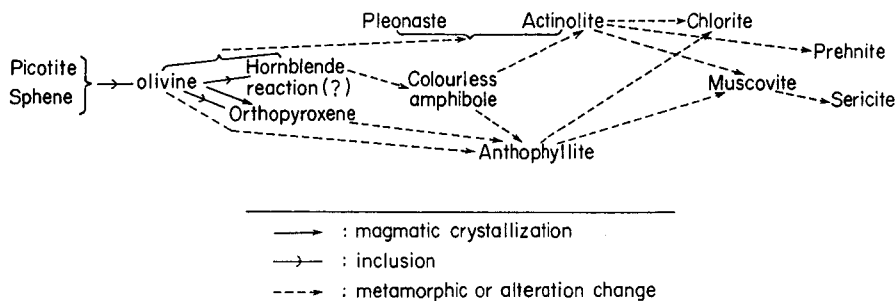 Pleonaste Actinolite Chlorite
Prehnite
Picotite
Sphene
olivine
Hornblende
reaction (?)
Orthopyroxene
Colourless
amphibole
Anthophyllite
Muscovite
Sericite
: magmatic crystallization
: inclusion
: metamorphic or alteration change